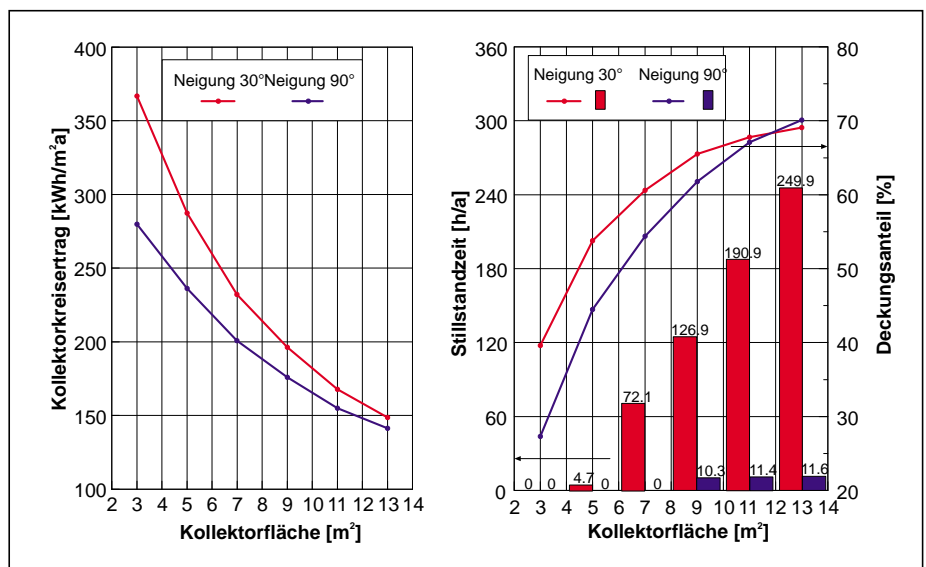 400
350
300
250
200
150
100
Kollektorkreisertrag [kWh/m²a]
Neigung 30° Neigung 90°
2 3 4 5 6 7 8 9 10 11 12 13 14
Kollektorfläche [m²]
360
300
240
180
120
60
0
Stillstandzeit [h/a]
Neigung 30° Neigung 90°
80
70
60
50
40
30
20
Deckungsanteil [%]
249.9
190.9
126.9
72.1
4.7
10.3 11.4 11.6
0 0 0 0
2 3 4 5 6 7 8 9 10 11 12 13 14
Kollektorfläche [m²]